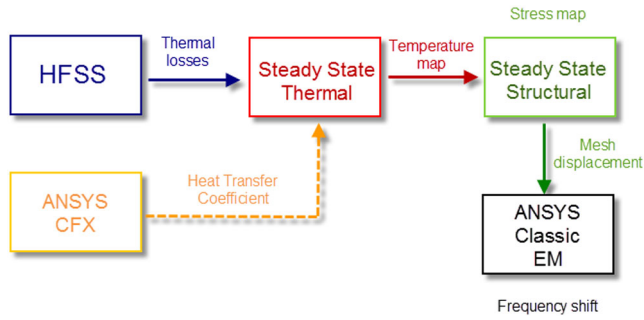 Stress map
HFSS
Thermal
losses
Steady State
Thermal
Temperature
map
Steady State
Structural
Mesh
displacement
ANSYS
CFX
Heat Transfer
Coefficient
ANSYS
Classic
EM
Frequency shift